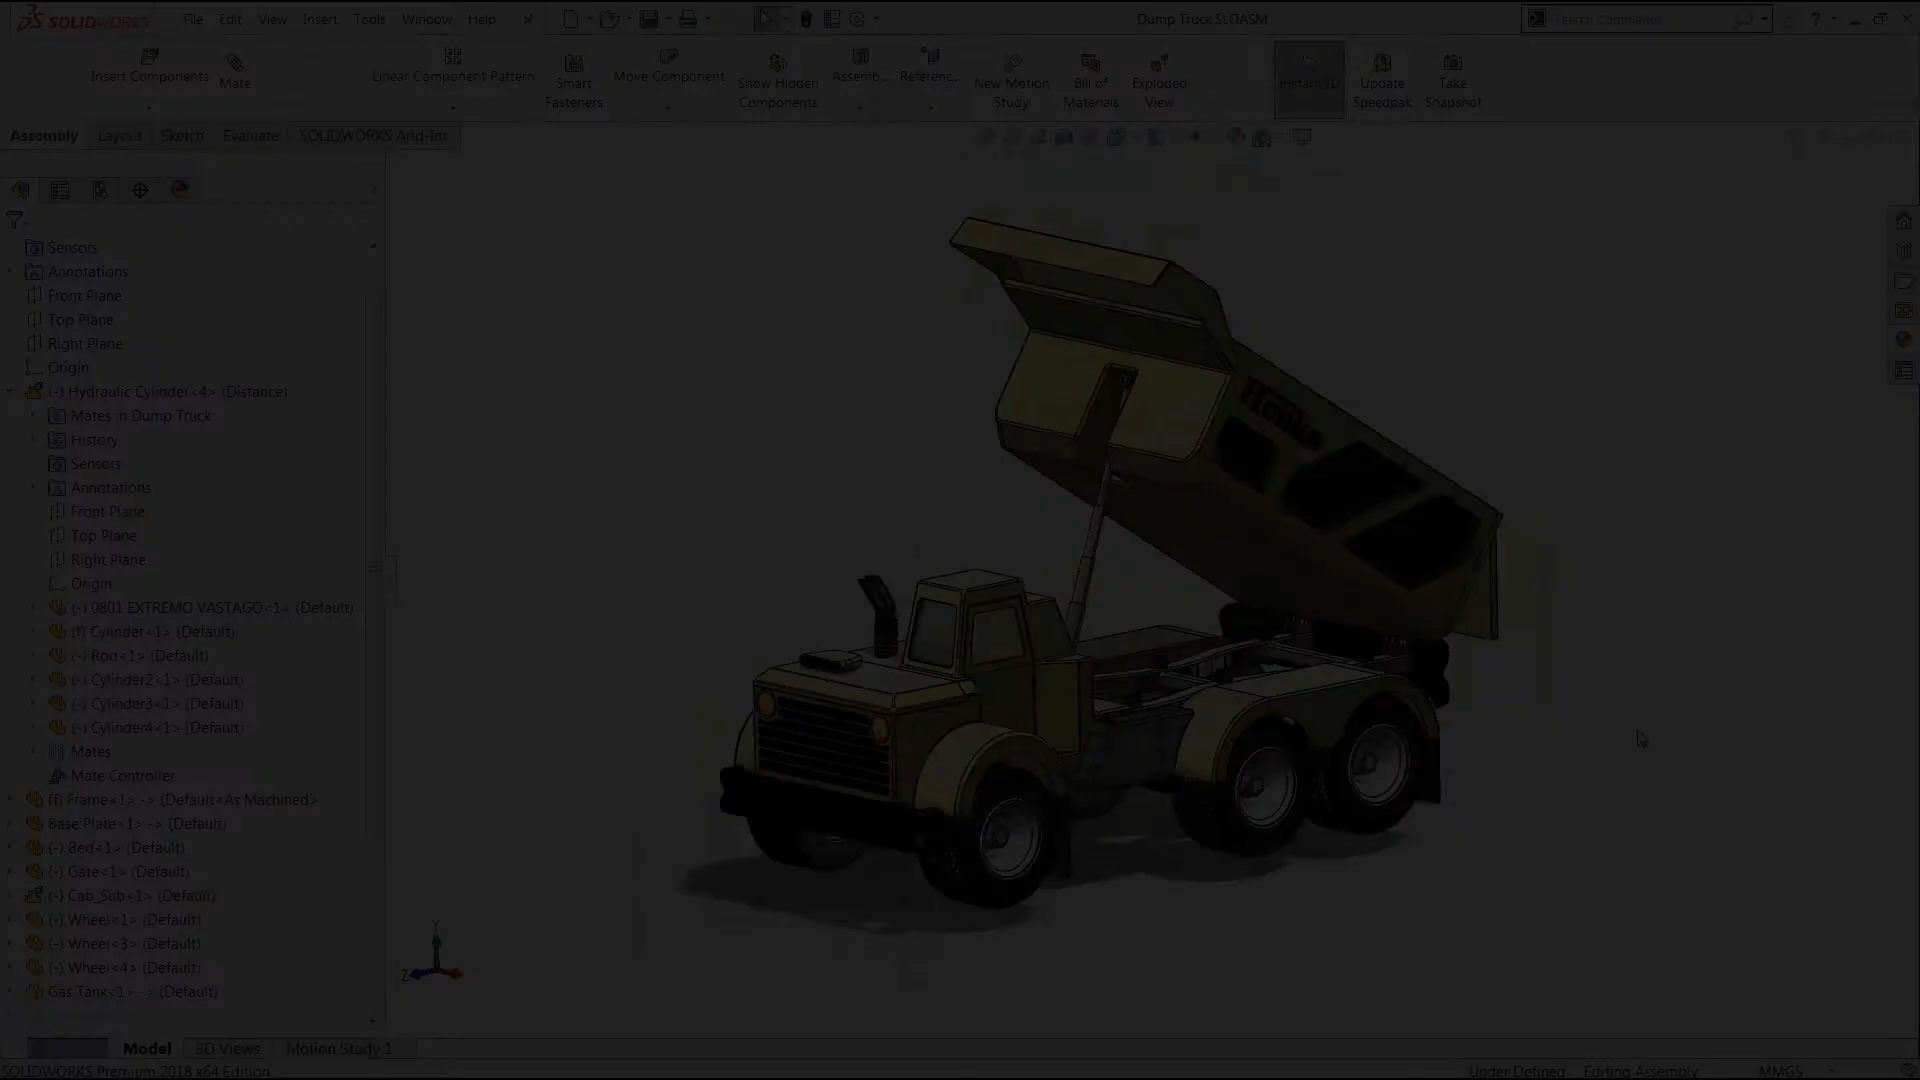 SOLIDWORKS File Edit View Insert Tools Window Help Dump Truck.SLDASM Search Commands
Insert Components Mate Linear Component Pattern Smart Fasteners Move Component Show Hidden Components Assemb... Referenc... New Motion Study Bill of Materials Exploded View Instant3D Update Speedpak Take Snapshot
Assembly Layout Sketch Evaluate SOLIDWORKS Add-Ins
Sensors
Annotations
Front Plane
Top Plane
Right Plane
Origin
(-) Hydraulic Cylinder<4> (Distance)
Mates in Dump Truck
History
Sensors
Annotations
Front Plane
Top Plane
Right Plane
Origin
(-) 0801 EXTREMO VASTAGO<1> (Default)
(f) Cylinder<1> (Default)
(-) Rod<1> (Default)
(-) Cylinder2<1> (Default)
(-) Cylinder3<1> (Default)
(-) Cylinder4<1> (Default)
Mates
Mate Controller
(f) Frame<1> -> (Default<As Machined>
Base Plate<1> -> (Default)
(-) Bed<1> (Default)
(-) Gate<1> (Default)
(-) Cab_Sub<1> (Default)
(-) Wheel<1> (Default)
(-) Wheel<3> (Default)
(-) Wheel<4> (Default)
Gas Tank<1> -> (Default)
Y
Z
Model 3D Views Motion Study 1
SOLIDWORKS Premium 2018 x64 Edition Under Defined Editing Assembly MMGS